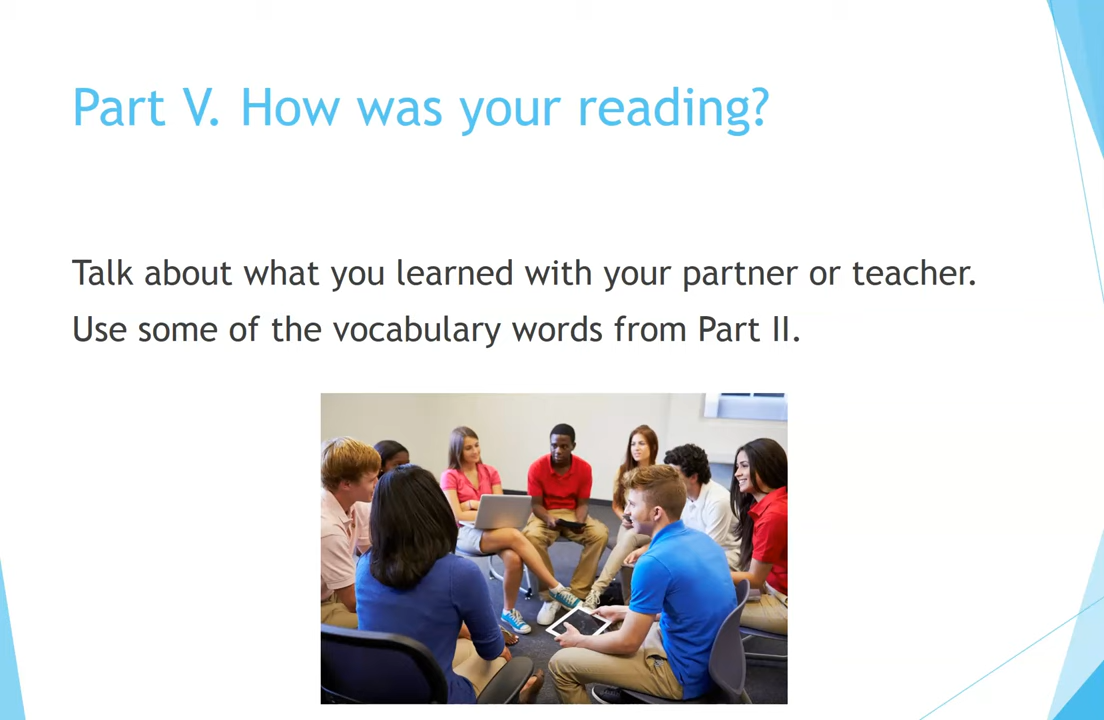 Part V. How was your reading?
Talk about what you learned with your partner or teacher.
Use some of the vocabulary words from Part II.